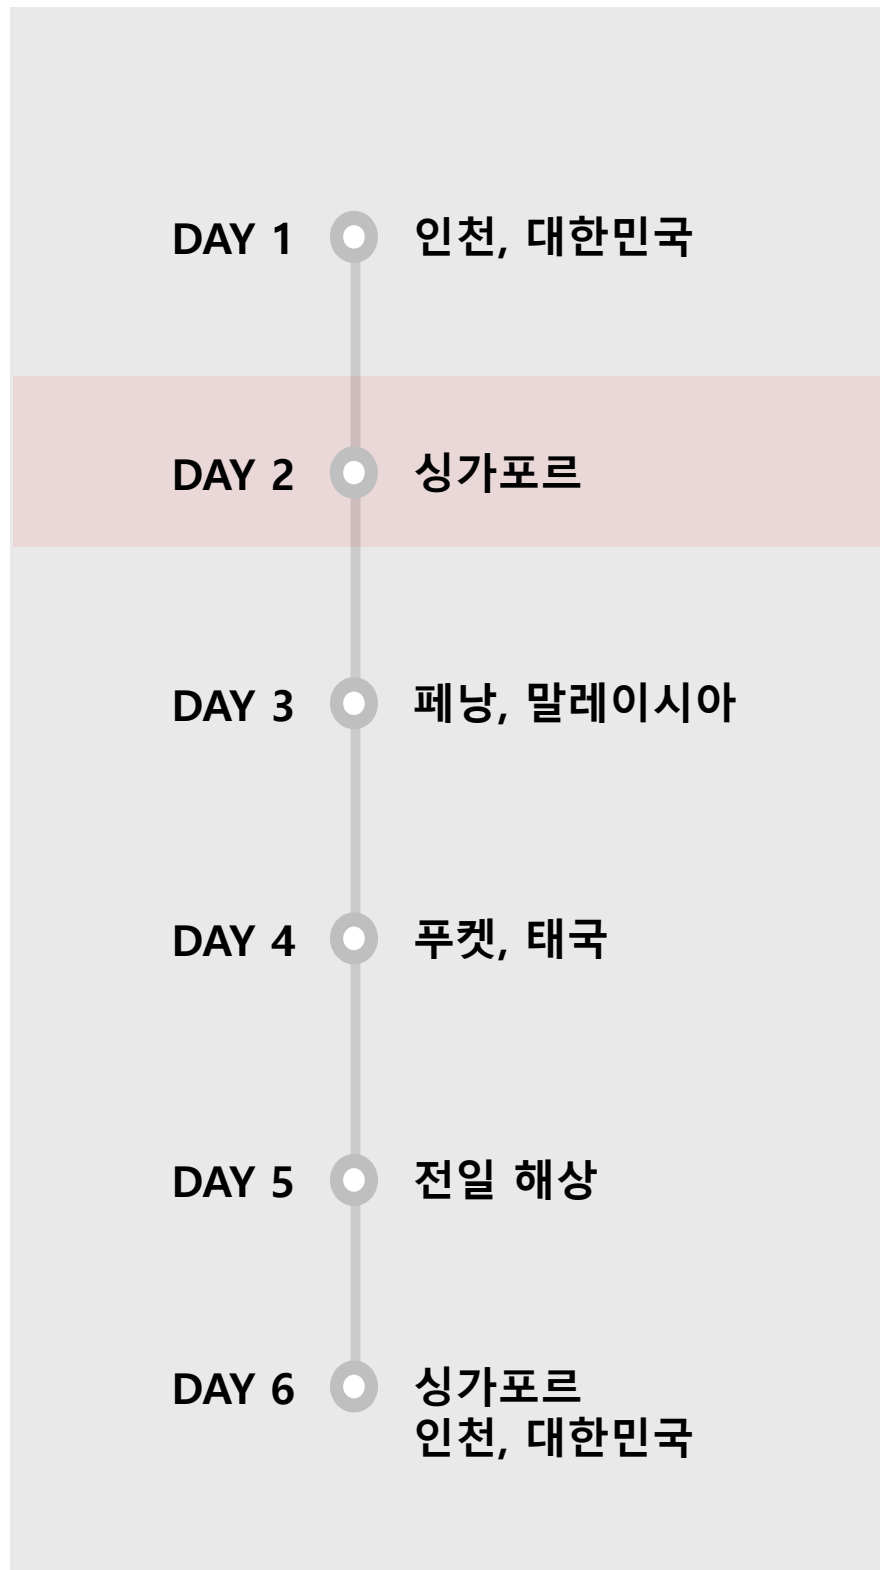 DAY 1 인천, 대한민국
DAY 2 싱가포르
DAY 3 페낭, 말레이시아
DAY 4 푸켓, 태국
DAY 5 전일 해상
DAY 6 싱가포르
인천, 대한민국